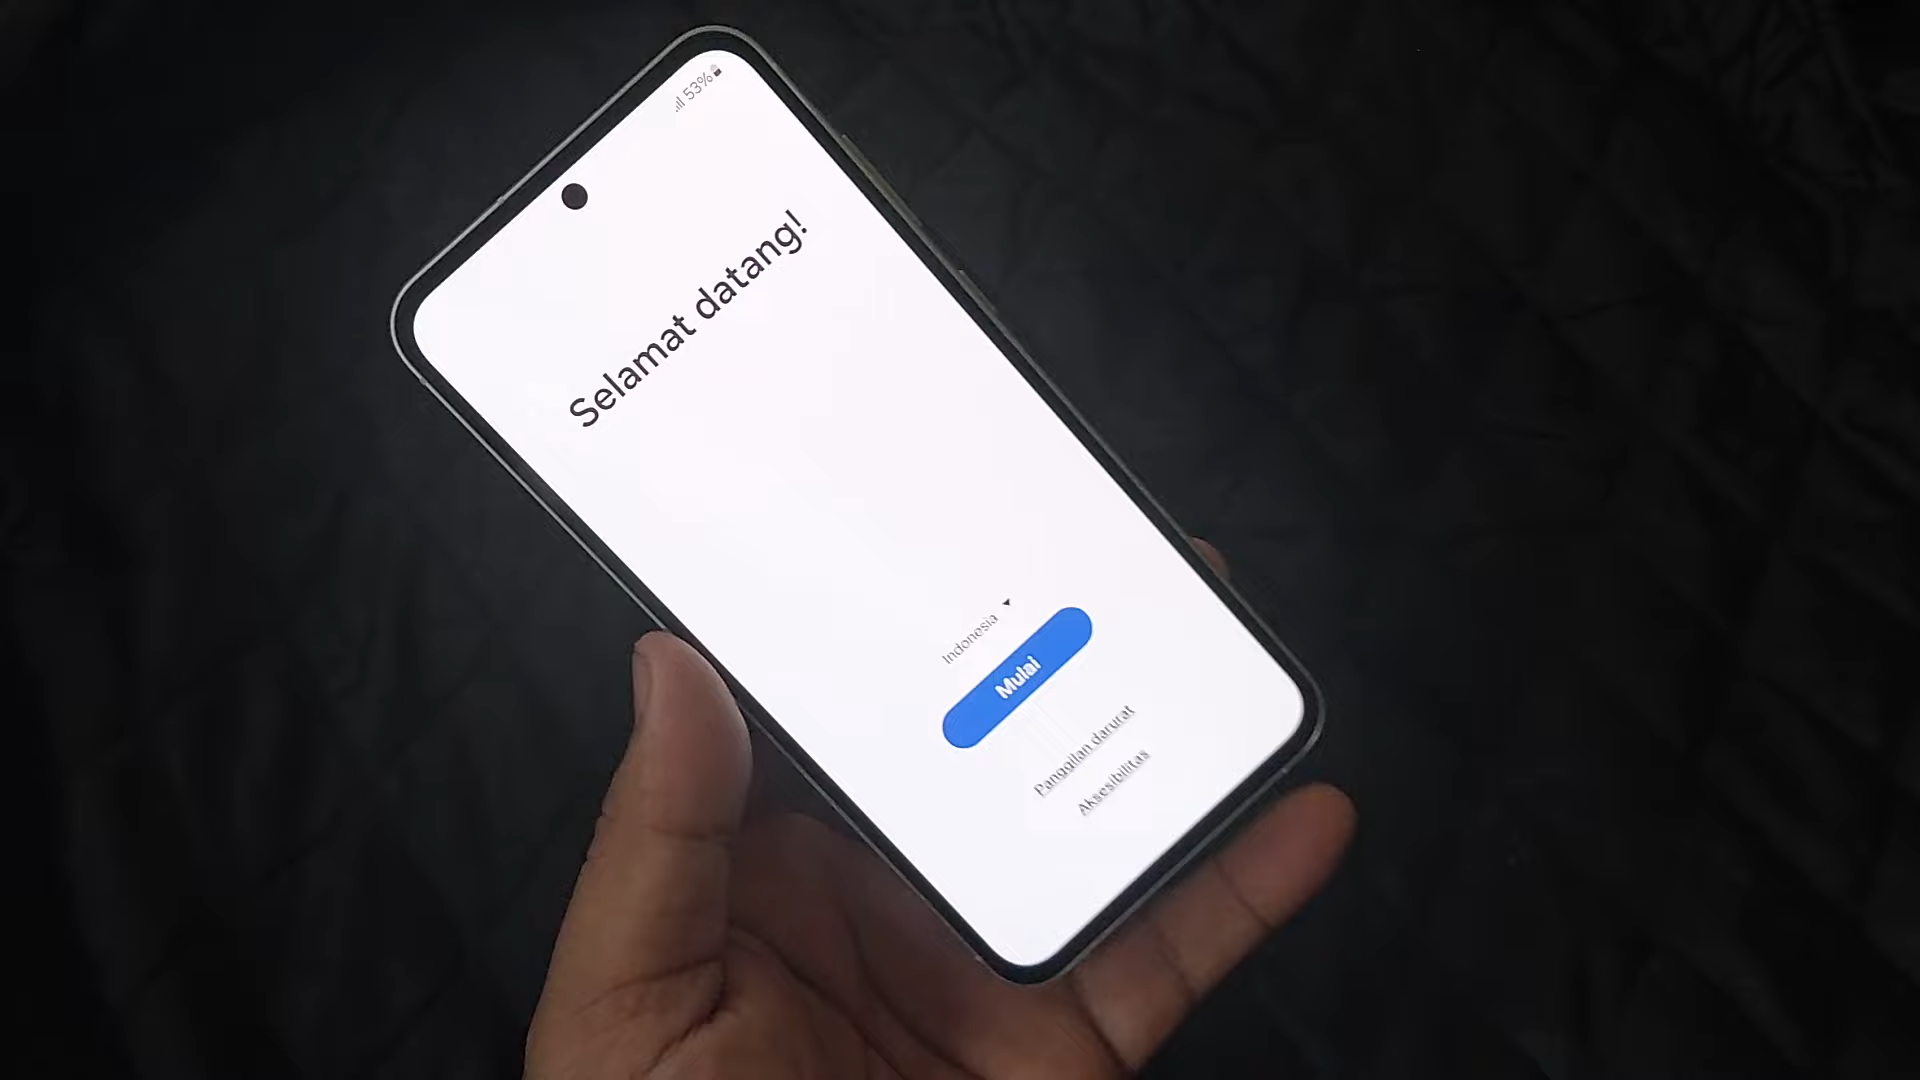 53%
Selamat datang!
Indonesia
Mulai
Panggilan darurat
Aksesibilitas